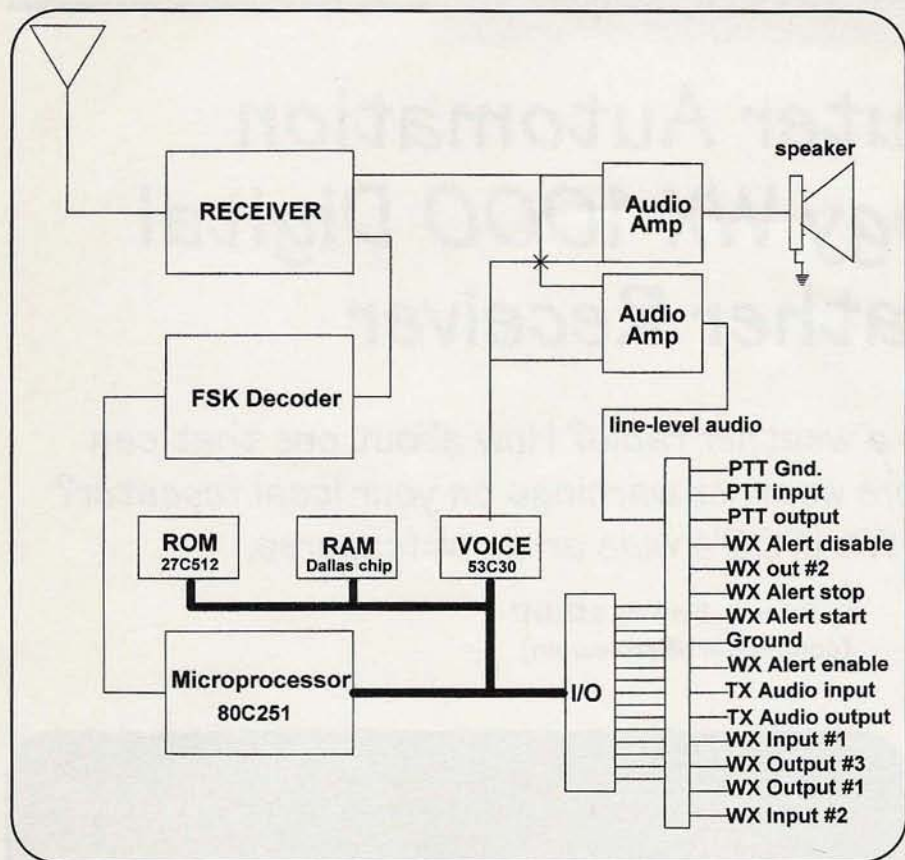 speaker
RECEIVER
Audio
Amp
Audio
Amp
FSK Decoder
line-level audio
PTT Gnd.
PTT input
PTT output
WX Alert disable
WX out #2
WX Alert stop
WX Alert start
Ground
WX Alert enable
TX Audio input
TX Audio output
WX Input #1
WX Output #3
WX Output #1
WX Input #2
ROM
27C512
RAM
Dallas chip
VOICE
53C30
Microprocessor
80C251
I/O